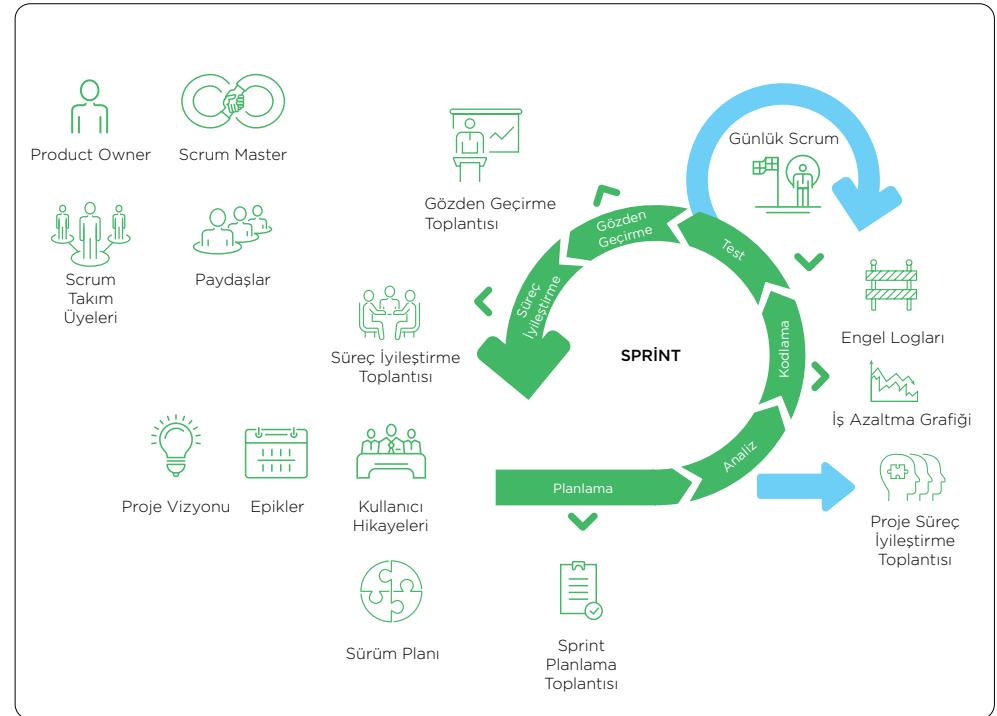 Product Owner
Scrum Master
Scrum
Takım
Üyeleri
Paydaşlar
Gözden Geçirme
Toplantısı
Günlük Scrum
Gözden
Geçirme
Test
Süreç
İyileştirme
Süreç İyileştirme
Toplantısı
SPRİNT
Kodlama
Engel Logları
İş Azaltma Grafiği
Analiz
Planlama
Proje Vizyonu
Epikler
Kullanıcı
Hikayeleri
Proje Süreç
İyileştirme
Toplantısı
Sürüm Planı
Sprint
Planlama
Toplantısı